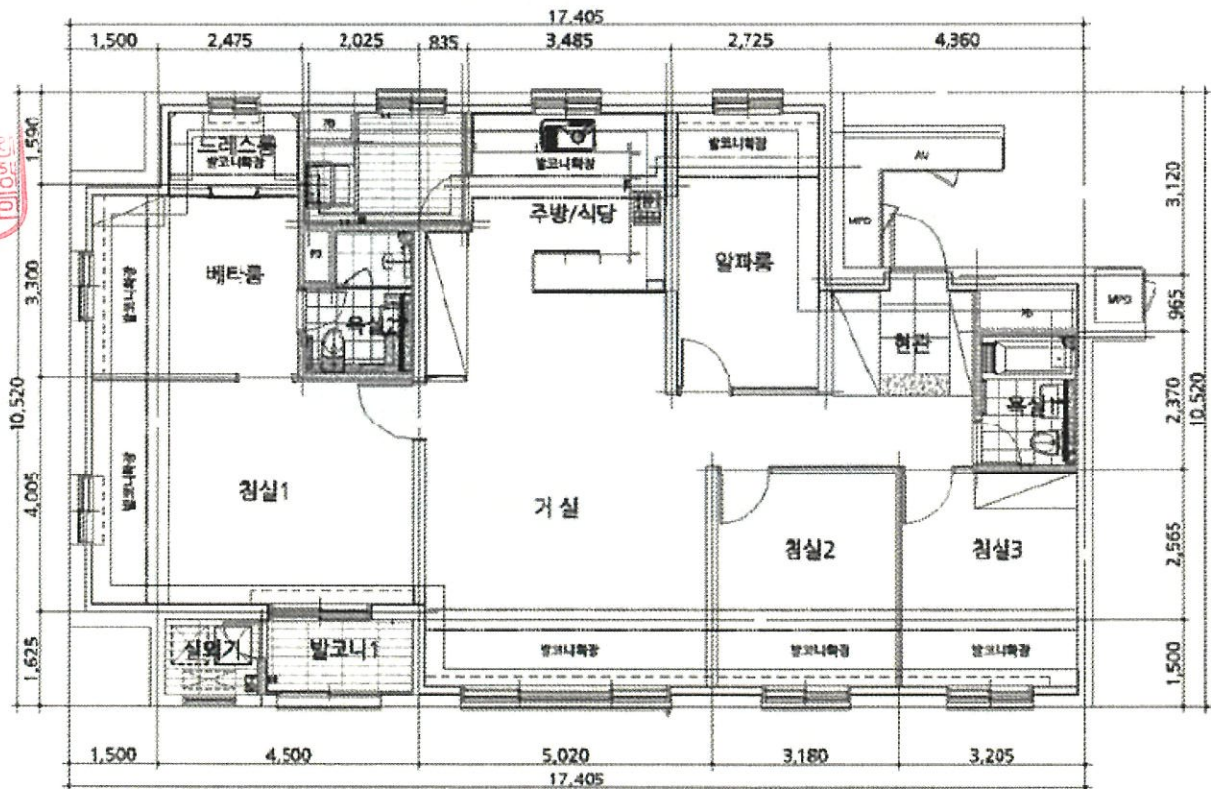 17,405
1,500 2,475 2,025 835 3,485 2,725 4,360
1,590
3,300
10,520
4,005
1,625
드레스룸
발코니확장
발코니확장
발코니확장
주방/식당
알파룸
AV
MPD
MPD
베타룸
발코니확장
욕실2
현관
욕실1
발코니확장
침실1
거실
침실2
침실3
실외기
발코니1
발코니확장
발코니확장
발코니확장
3,120
965
2,370
10,520
2,565
1,500
1,500 4,500 5,020 3,180 3,205
17,405